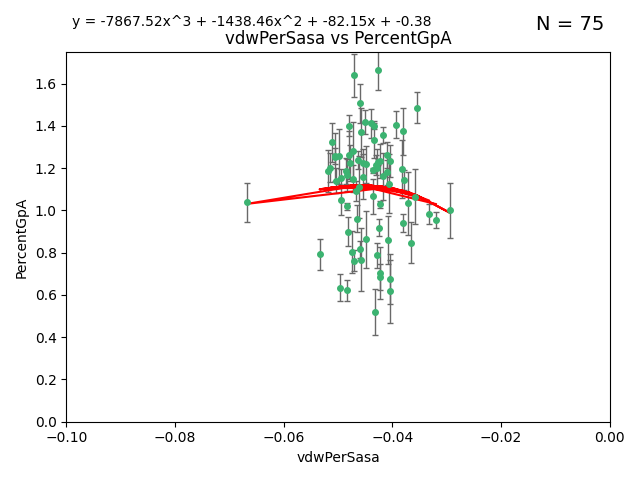 y = -7867.52x^3 + -1438.46x^2 + -82.15x + -0.38
N = 75
vdwPerSasa vs PercentGpA
PercentGpA
1.6
1.4
1.2
1.0
0.8
0.6
0.4
0.2
0.0
−0.10 −0.08 −0.06 −0.04 −0.02 0.00
vdwPerSasa